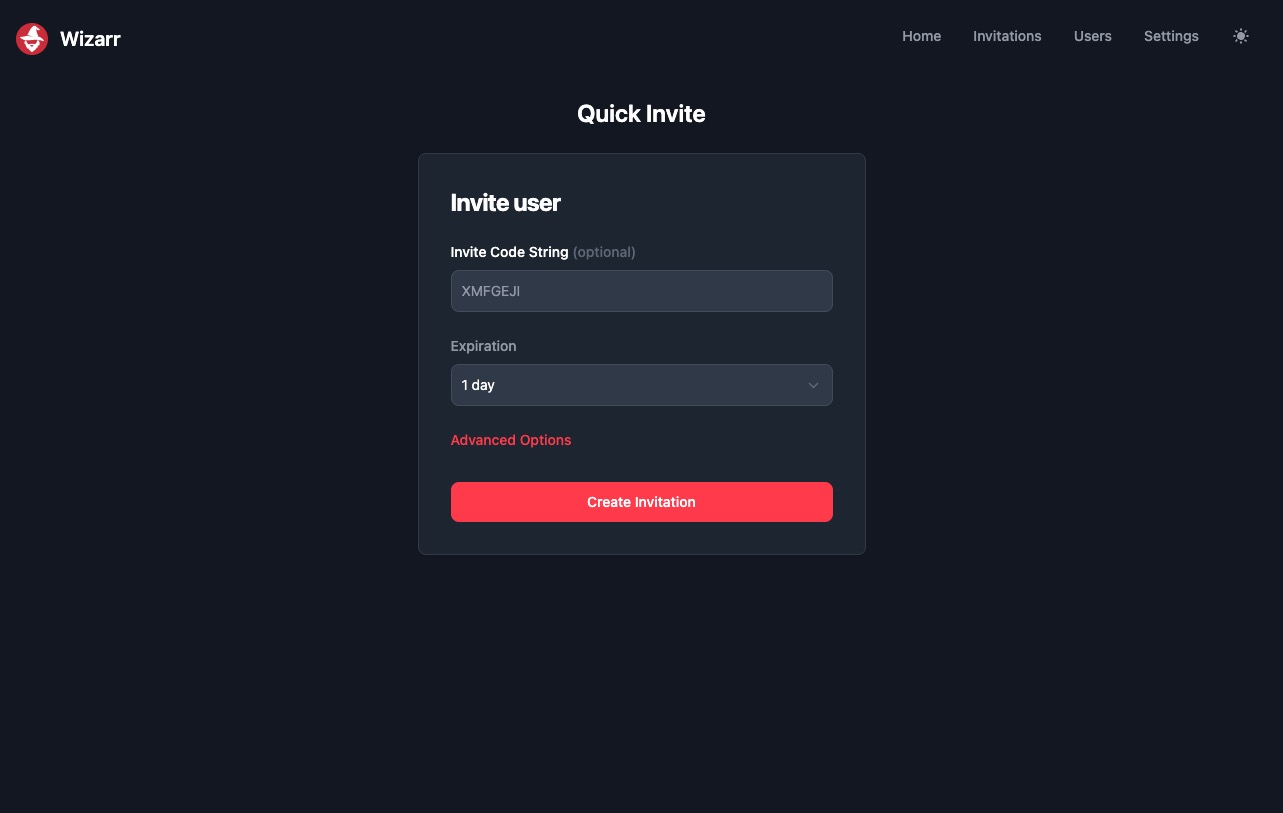 Wizarr
Home Invitations Users Settings
Quick Invite
Invite user
Invite Code String (optional)
XMFGEJI
Expiration
1 day
Advanced Options
Create Invitation